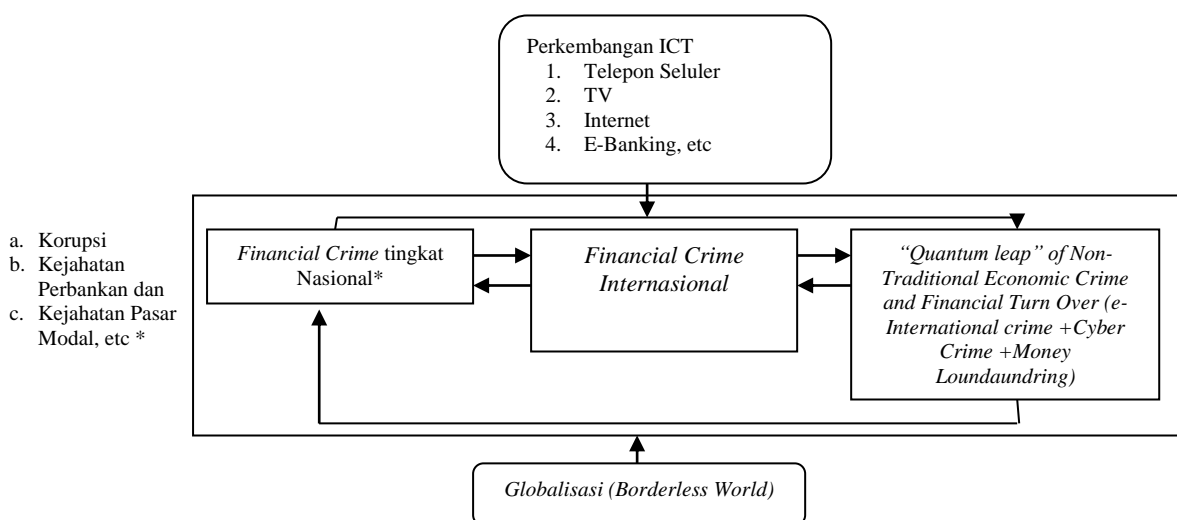 Perkembangan ICT
1. Telepon Seluler
2. TV
3. Internet
4. E-Banking, etc
a. Korupsi
b. Kejahatan
Perbankan dan
c. Kejahatan Pasar
Modal, etc *
Financial Crime tingkat
Nasional*
Financial Crime
Internasional
“Quantum leap” of Non-
Traditional Economic Crime
and Financial Turn Over (e-
International crime +Cyber
Crime +Money
Loundaundring)
Globalisasi (Borderless World)